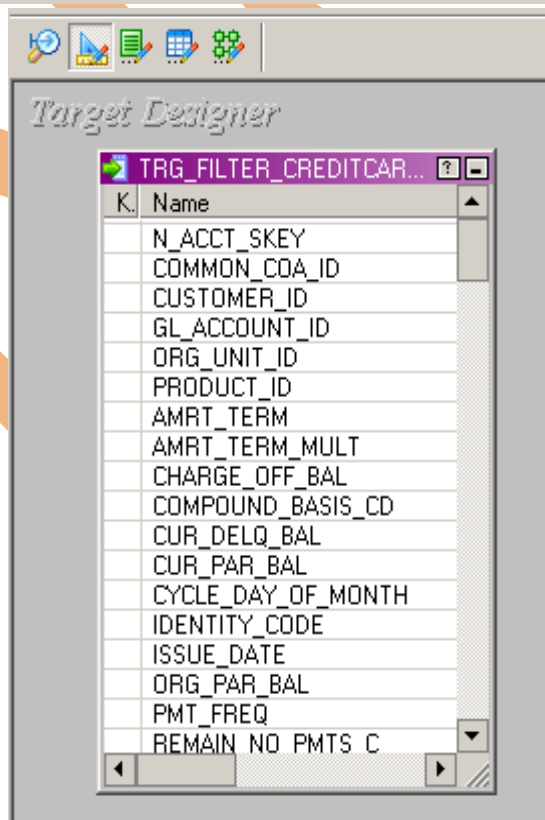 Target Designer
TRG_FILTER_CREDITCAR...
K. Name
N_ACCT_SKEY
COMMON_COA_ID
CUSTOMER_ID
GL_ACCOUNT_ID
ORG_UNIT_ID
PRODUCT_ID
AMRT_TERM
AMRT_TERM_MULT
CHARGE_OFF_BAL
COMPOUND_BASIS_CD
CUR_DELQ_BAL
CUR_PAR_BAL
CYCLE_DAY_OF_MONTH
IDENTITY_CODE
ISSUE_DATE
ORG_PAR_BAL
PMT_FREQ
REMAIN_NO_PMTS_C